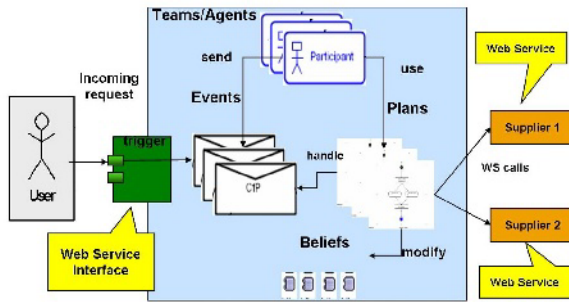 Teams/Agents
Web Service
send
Participant
use
Incoming
request
Events
Plans
trigger
Supplier 1
handle
User
WS calls
Supplier 2
Web Service
Interface
Beliefs
modify
Web Service